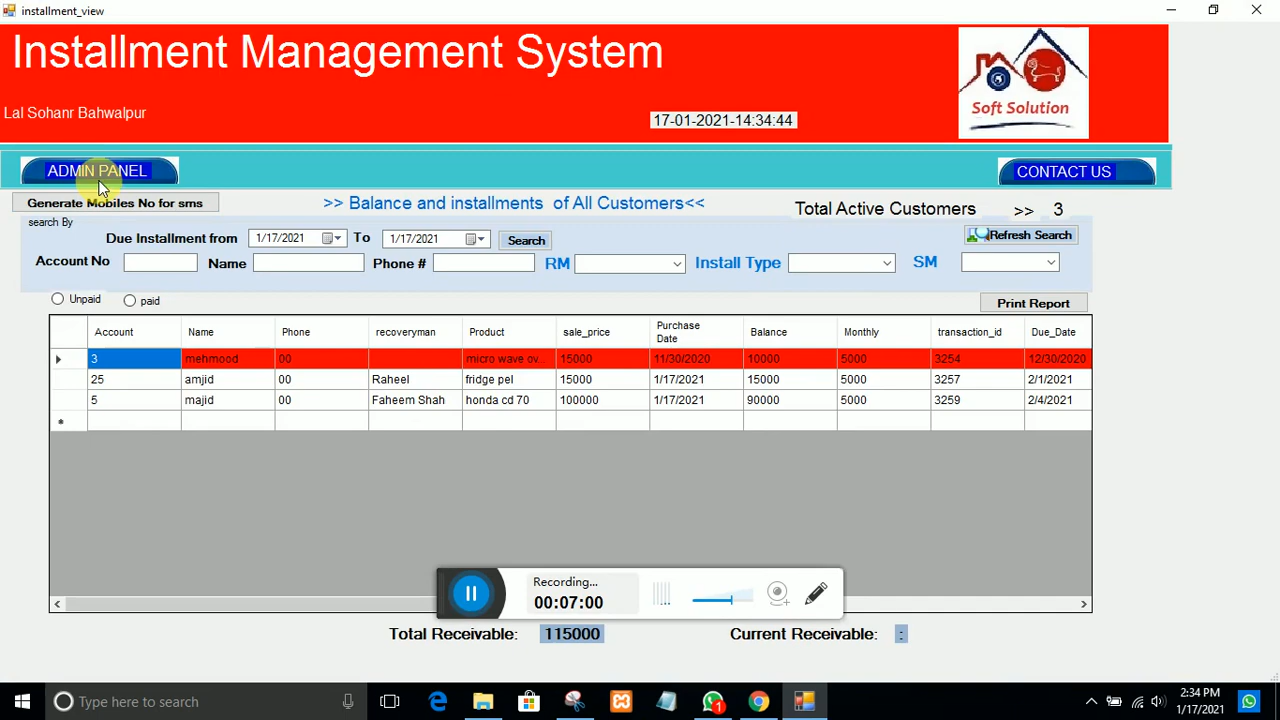 installment_view
Installment Management System
Lal Sohanr Bahwalpur
17-01-2021-14:34:44
Soft Solution
ADMIN PANEL
CONTACT US
Generate Mobiles No for sms
>> Balance and installments of All Customers<<
Total Active Customers >> 3
search By
Due Installment from 1/17/2021 To 1/17/2021 Search
Refresh Search
Account No Name Phone # RM Install Type SM
Unpaid paid
Print Report
Account Name Phone recoveryman Product sale_price Purchase Date Balance Monthly transaction_id Due_Date
3 mehmood 00 micro wave ov... 15000 11/30/2020 10000 5000 3254 12/30/2020
25 amjid 00 Raheel fridge pel 15000 1/17/2021 15000 5000 3257 2/1/2021
5 majid 00 Faheem Shah honda cd 70 100000 1/17/2021 90000 5000 3259 2/4/2021
Recording...
00:07:00
Total Receivable: 115000 Current Receivable: :
Type here to search
1
2:34 PM
1/17/2021